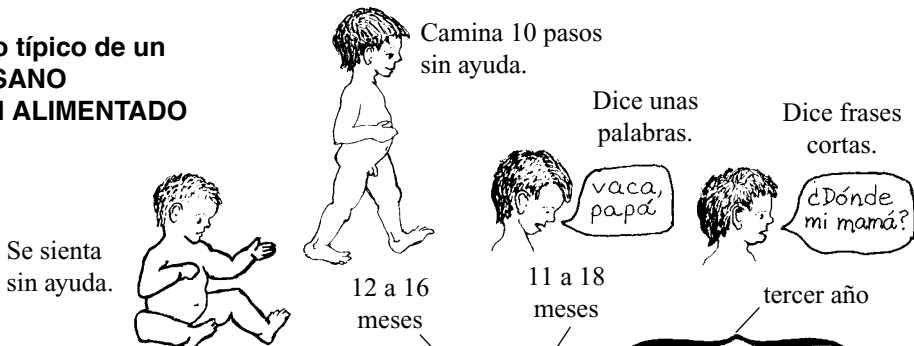 o típico de un
SANO
ALIMENTADO
Camina 10 pasos
sin ayuda.
Dice unas
palabras.
Dice frases
cortas.
vaca,
papá
¿Dónde
mi mamá?
Se sienta
sin ayuda.
12 a 16
meses
11 a 18
meses
tercer año